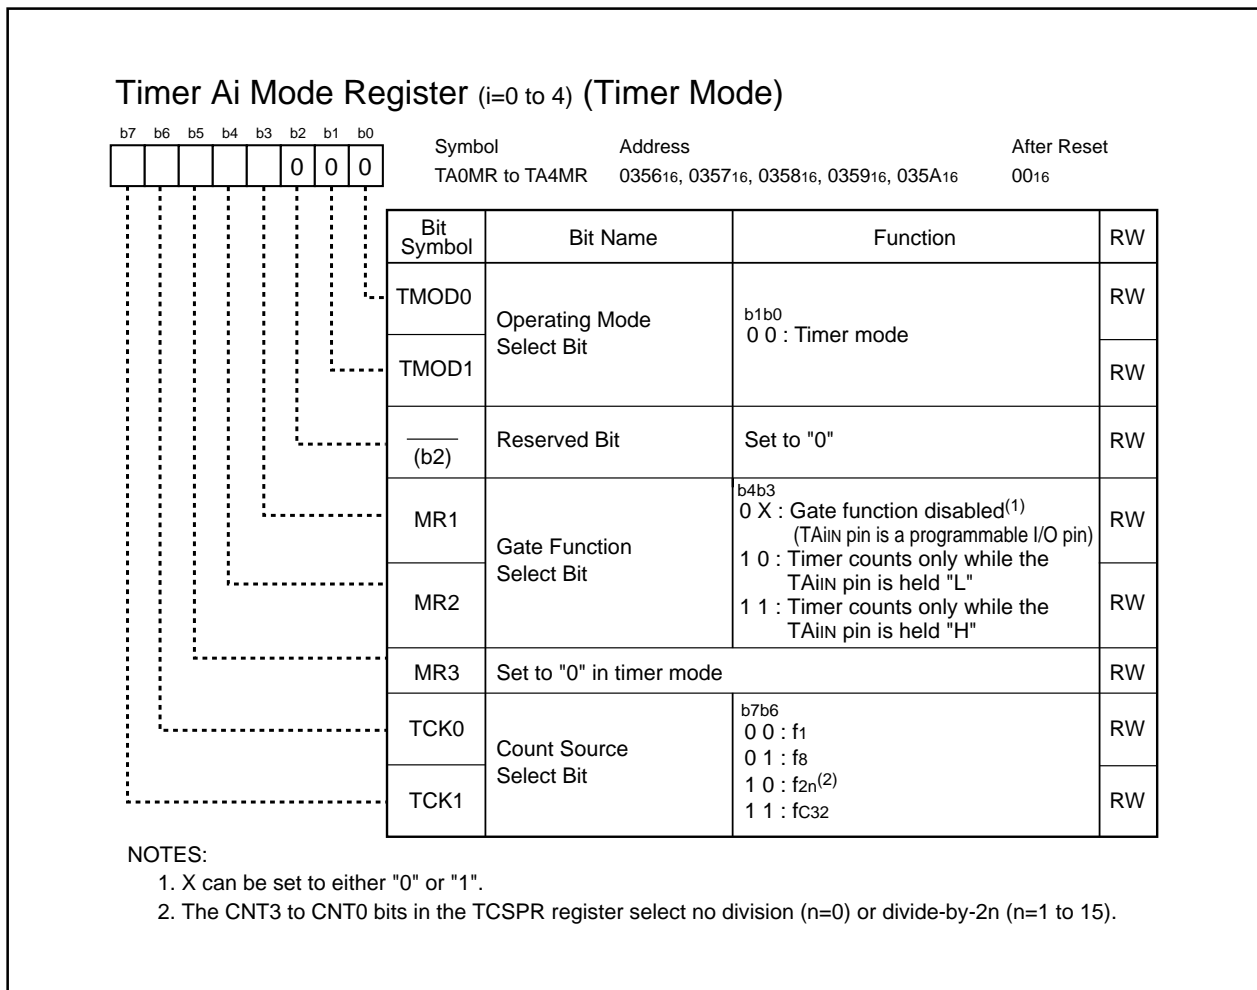 Timer Ai Mode Register (i=0 to 4) (Timer Mode)
b7 b6 b5 b4 b3 b2 b1 b0
0 0 0
Symbol Address After Reset
TA0MR to TA4MR 035616, 035716, 035816, 035916, 035A16 0016
Bit Symbol Bit Name Function RW
TMOD0 RW
Operating Mode Select Bit
b1b0
0 0 : Timer mode
TMOD1 RW
(b2) Reserved Bit Set to "0" RW
MR1 RW
Gate Function Select Bit
b4b3
0 X : Gate function disabled(1)
(TAiIN pin is a programmable I/O pin)
1 0 : Timer counts only while the
TAiIN pin is held "L"
1 1 : Timer counts only while the
TAiIN pin is held "H"
MR2 RW
MR3 Set to "0" in timer mode RW
TCK0 RW
Count Source Select Bit
b7b6
0 0 : f1
0 1 : f8
1 0 : f2n(2)
1 1 : fC32
TCK1 RW
NOTES:
1. X can be set to either "0" or "1".
2. The CNT3 to CNT0 bits in the TCSPR register select no division (n=0) or divide-by-2n (n=1 to 15).